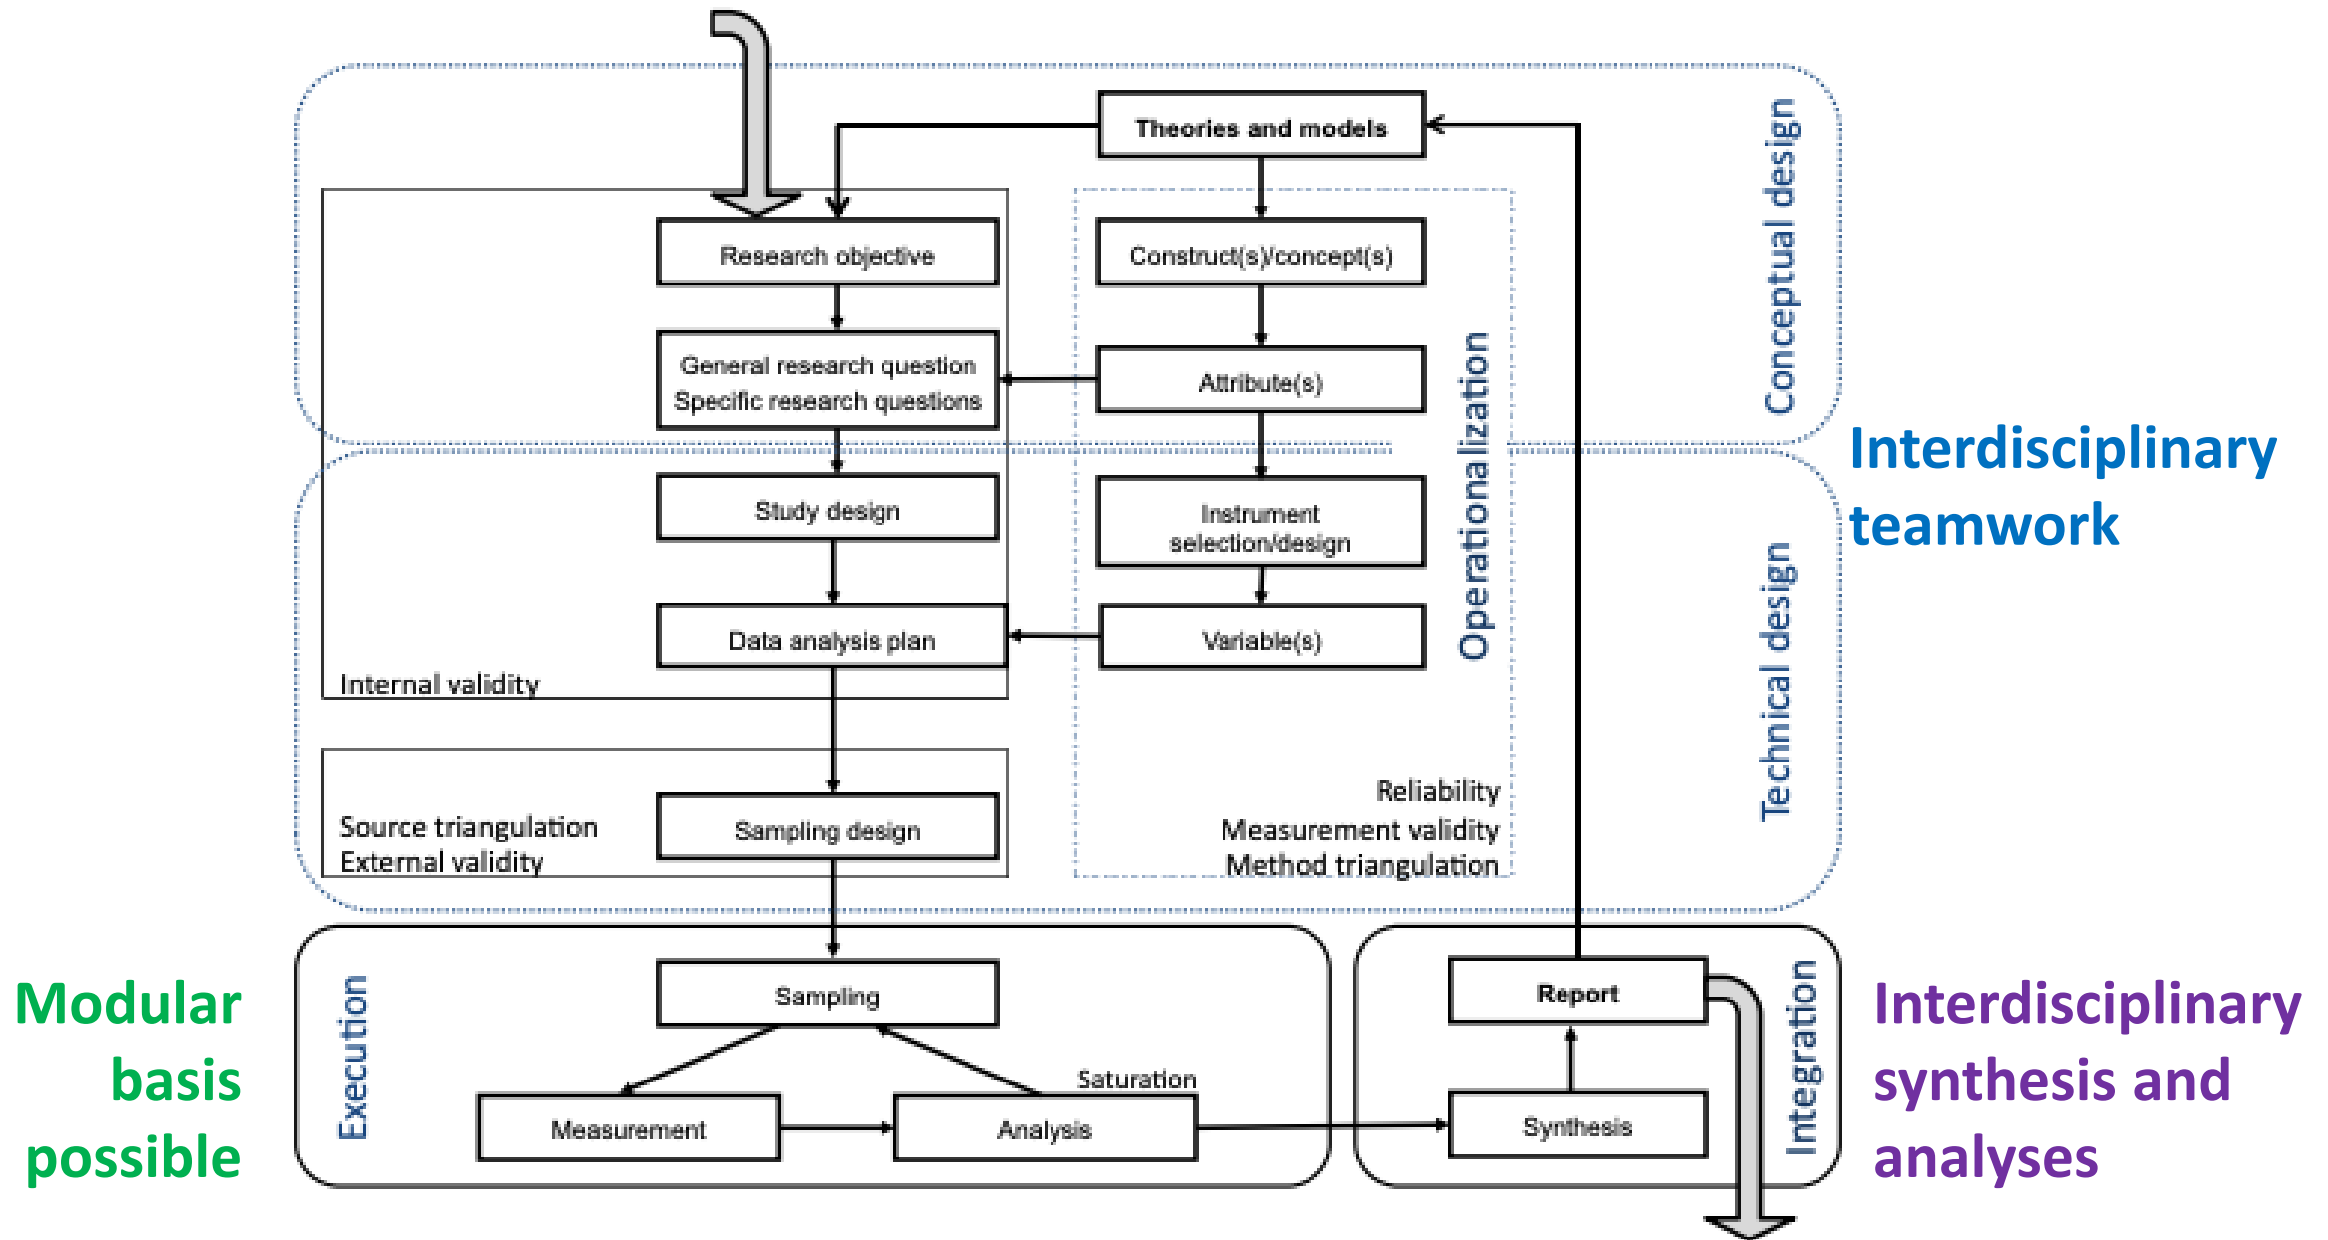 Theories and models
Conceptual design
Research objective
Construct(s)/concept(s)
General research question
Specific research questions
Attribute(s)
Operationalization
Interdisciplinary
teamwork
Study design
Instrument
selection/design
Technical design
Data analysis plan
Variable(s)
Internal validity
Reliability
Source triangulation
Sampling design
Measurement validity
External validity
Method triangulation
Modular
basis
possible
Execution
Sampling
Saturation
Measurement
Analysis
Report
Synthesis
Integration
Interdisciplinary
synthesis and
analyses